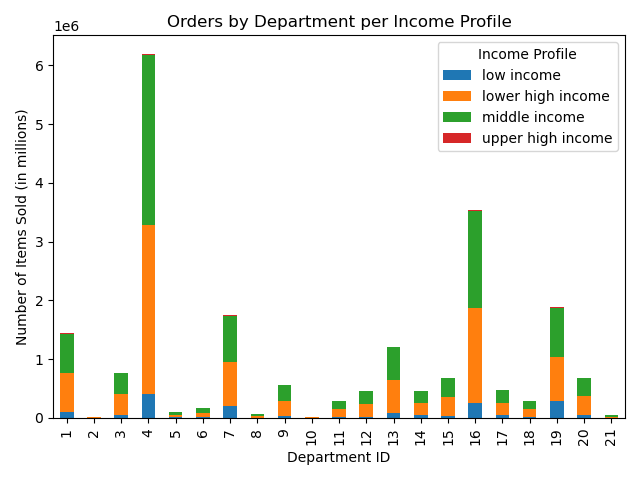 Orders by Department per Income Profile
1e6
Income Profile
low income
lower high income
middle income
upper high income
6
5
4
3
2
1
0
Number of Items Sold (in millions)
1 2 3 4 5 6 7 8 9 10 11 12 13 14 15 16 17 18 19 20 21
Department ID